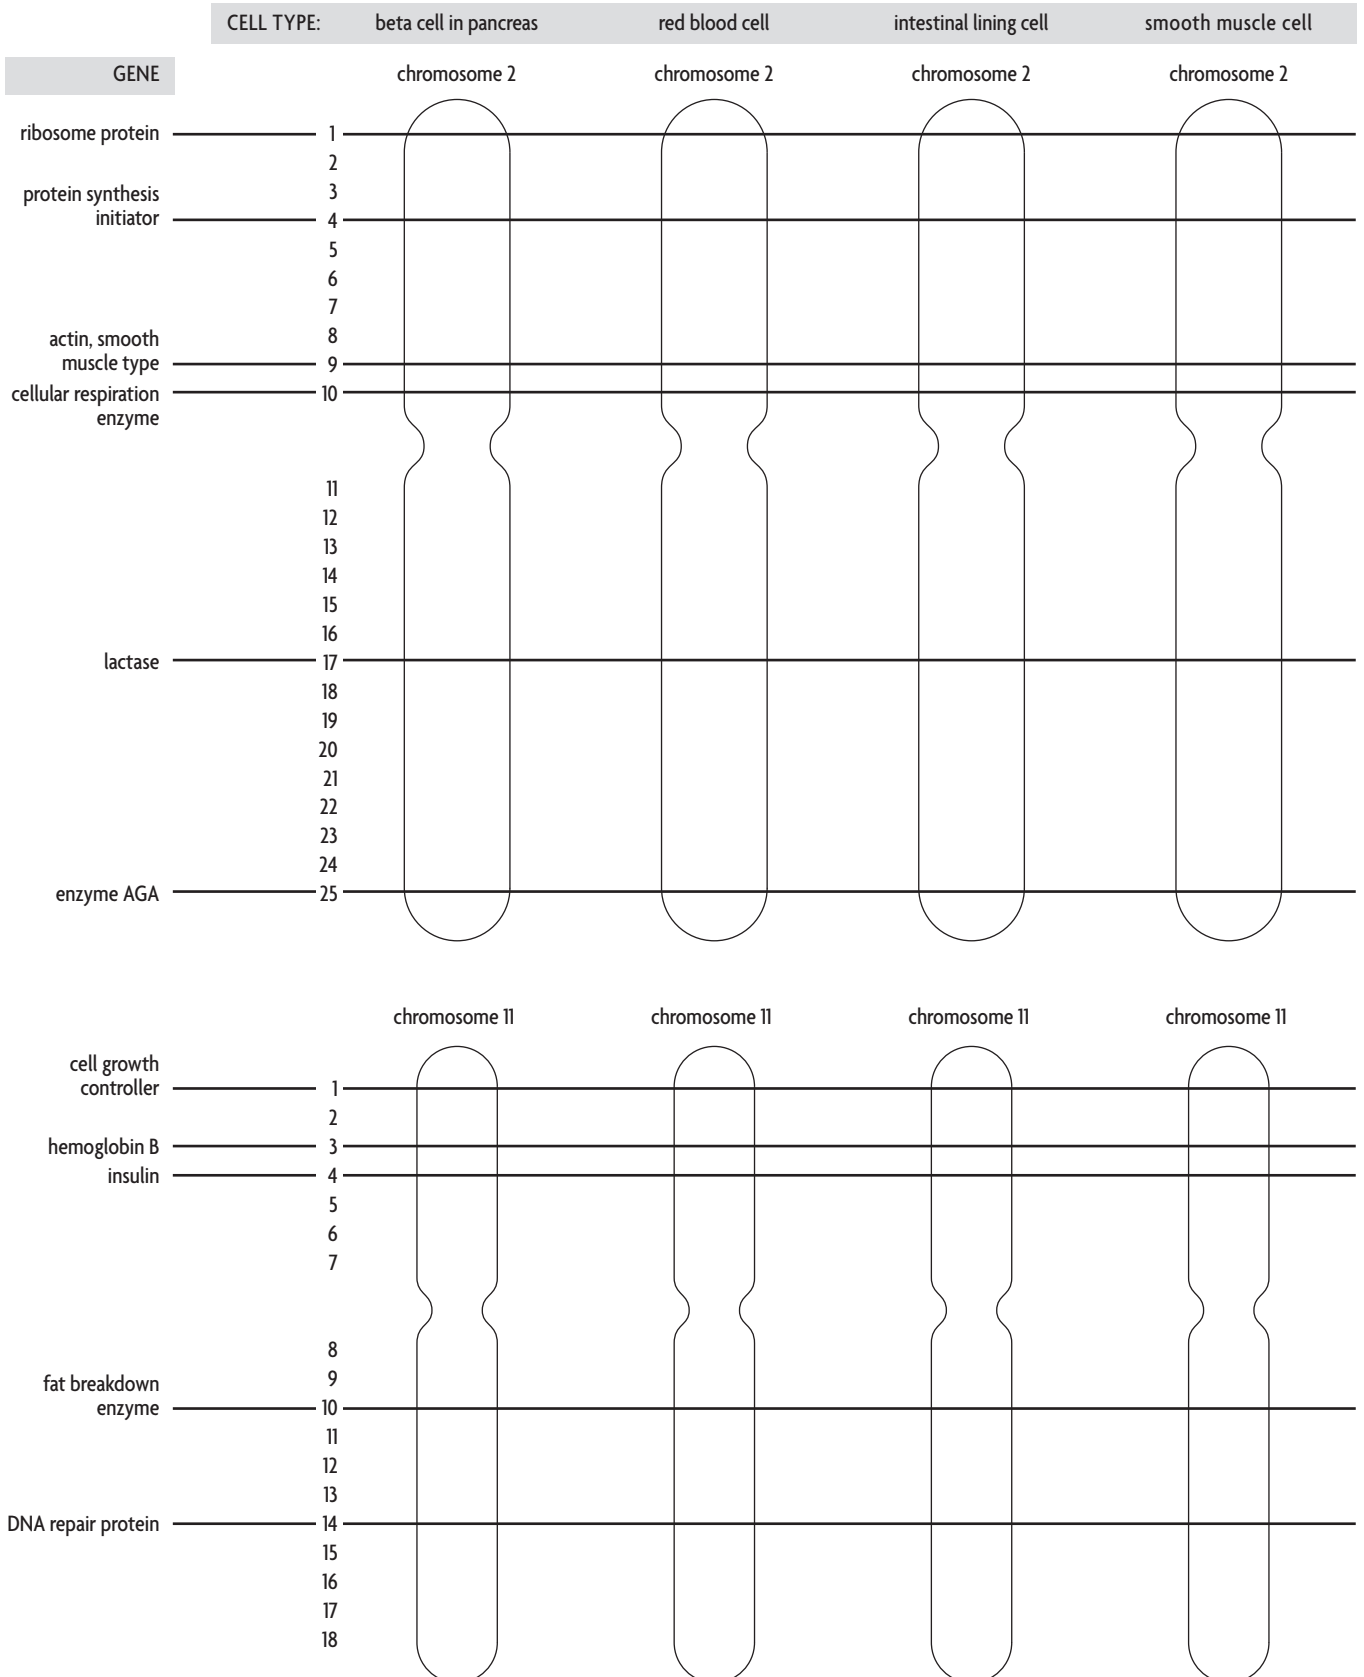 CELL TYPE: beta cell in pancreas red blood cell intestinal lining cell smooth muscle cell
GENE chromosome 2 chromosome 2 chromosome 2 chromosome 2
ribosome protein 1
2
protein synthesis 3
initiator 4
5
6
7
actin, smooth 8
muscle type 9
cellular respiration 10
enzyme
11
12
13
14
15
16
lactase 17
18
19
20
21
22
23
24
enzyme AGA 25
chromosome 11 chromosome 11 chromosome 11 chromosome 11
cell growth
controller 1
2
hemoglobin B 3
insulin 4
5
6
7
8
fat breakdown 9
enzyme 10
11
12
13
DNA repair protein 14
15
16
17
18